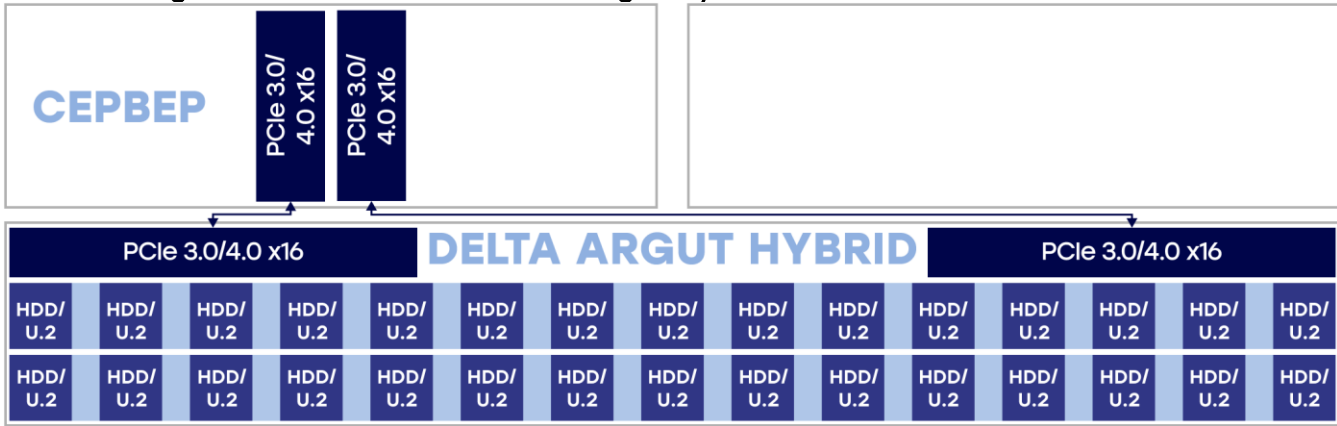 СЕРВЕР
PCIe 3.0/
4.0 x16
PCIe 3.0/
4.0 x16
PCIe 3.0/4.0 x16
DELTA ARGUT HYBRID
PCIe 3.0/4.0 x16
HDD/
U.2
HDD/
U.2
HDD/
U.2
HDD/
U.2
HDD/
U.2
HDD/
U.2
HDD/
U.2
HDD/
U.2
HDD/
U.2
HDD/
U.2
HDD/
U.2
HDD/
U.2
HDD/
U.2
HDD/
U.2
HDD/
U.2
HDD/
U.2
HDD/
U.2
HDD/
U.2
HDD/
U.2
HDD/
U.2
HDD/
U.2
HDD/
U.2
HDD/
U.2
HDD/
U.2
HDD/
U.2
HDD/
U.2
HDD/
U.2
HDD/
U.2
HDD/
U.2
HDD/
U.2